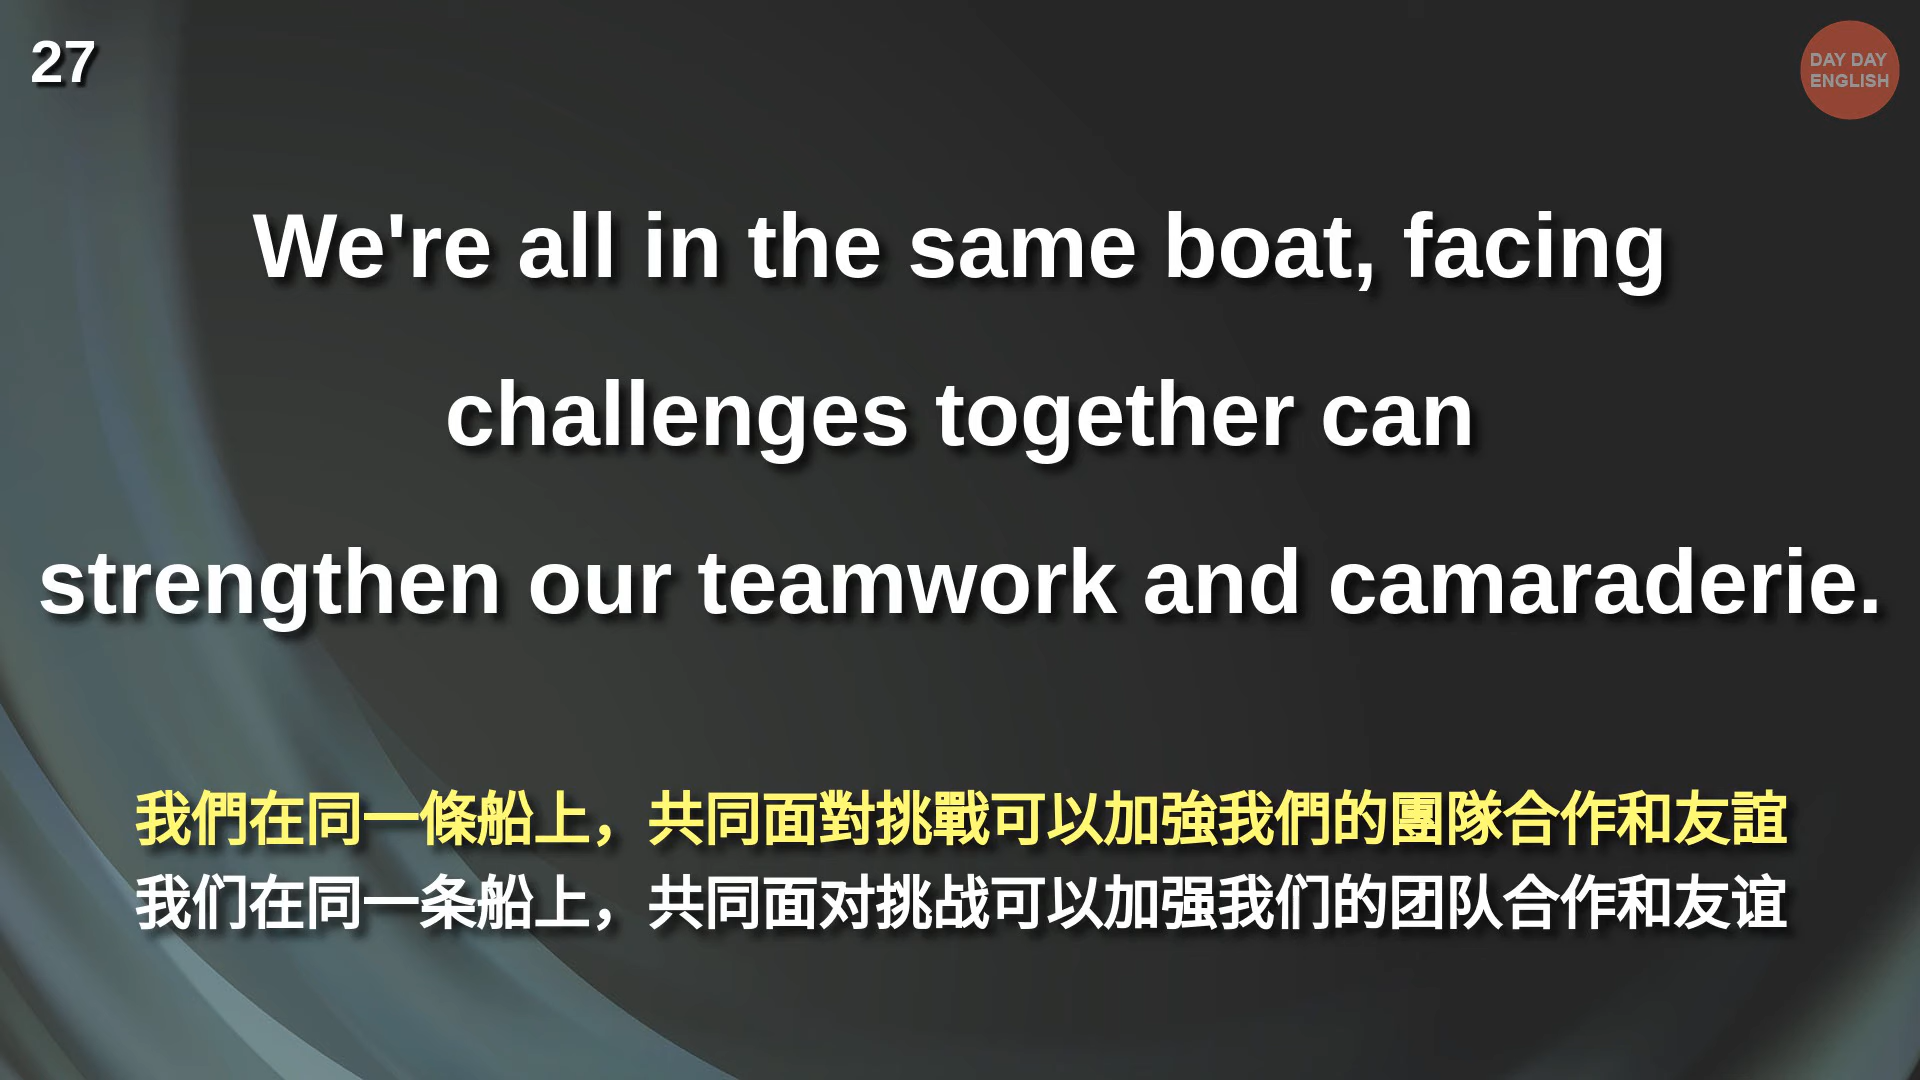 27
DAY DAY
ENGLISH
We're all in the same boat, facing
challenges together can
strengthen our teamwork and camaraderie.
我們在同一條船上，共同面對挑戰可以加強我們的團隊合作和友誼
我们在同一条船上，共同面对挑战可以加强我们的团队合作和友谊